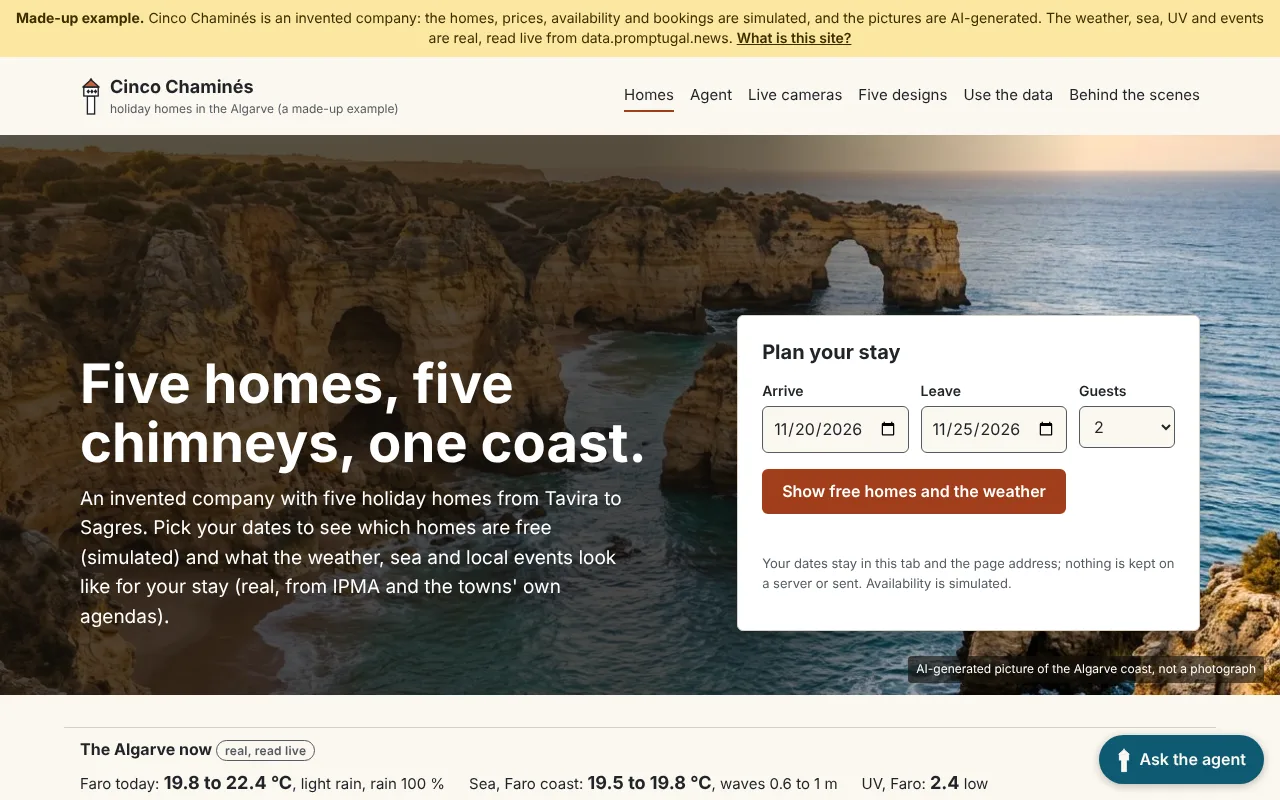 Made-up example. Cinco Chaminés is an invented company: the homes, prices, availability and bookings are simulated, and the pictures are AI-generated. The weather, sea, UV and events
are real, read live from data.promptugal.news. What is this site?
Cinco Chaminés
holiday homes in the Algarve (a made-up example)
Homes Agent Live cameras Five designs Use the data Behind the scenes
Five homes, five
chimneys, one coast.
An invented company with five holiday homes from Tavira to
Sagres. Pick your dates to see which homes are free
(simulated) and what the weather, sea and local events look
like for your stay (real, from IPMA and the towns' own
agendas).
Plan your stay
Arrive Leave Guests
11/20/2026 11/25/2026 2
Show free homes and the weather
Your dates stay in this tab and the page address; nothing is kept on
a server or sent. Availability is simulated.
AI-generated picture of the Algarve coast, not a photograph
The Algarve now real, read live
Faro today: 19.8 to 22.4 °C, light rain, rain 100 % Sea, Faro coast: 19.5 to 19.8 °C, waves 0.6 to 1 m UV, Faro: 2.4 low
Ask the agent